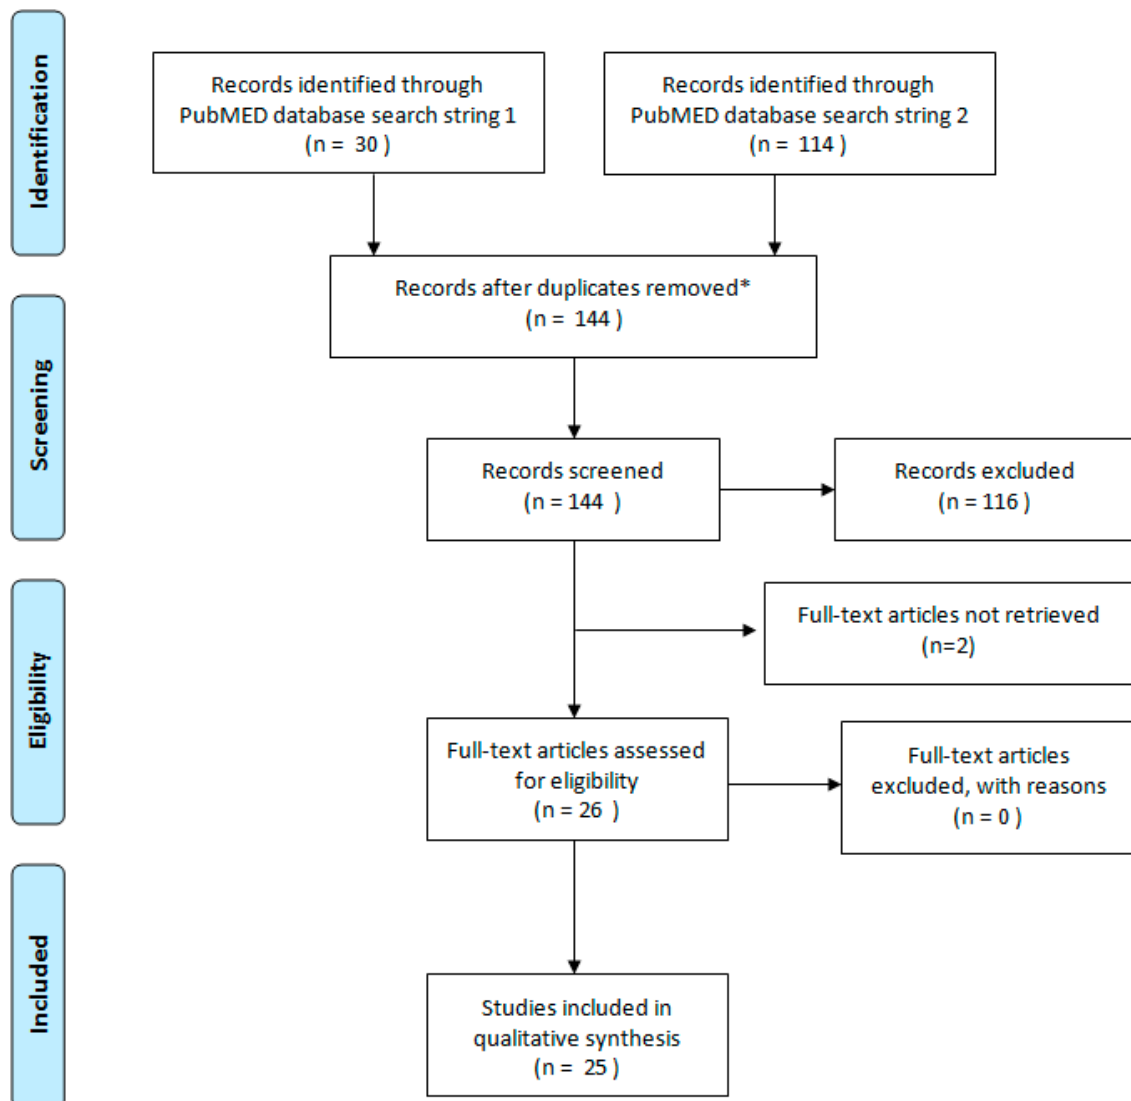 Identification
Records identified through
PubMED database search string 1
(n = 30 )
Records identified through
PubMED database search string 2
(n = 114 )
Records after duplicates removed*
(n = 144 )
Screening
Records screened
(n = 144 )
Records excluded
(n = 116 )
Eligibility
Full-text articles not retrieved
(n=2)
Full-text articles assessed
for eligibility
(n = 26 )
Full-text articles
excluded, with reasons
(n = 0 )
Included
Studies included in
qualitative synthesis
(n = 25 )